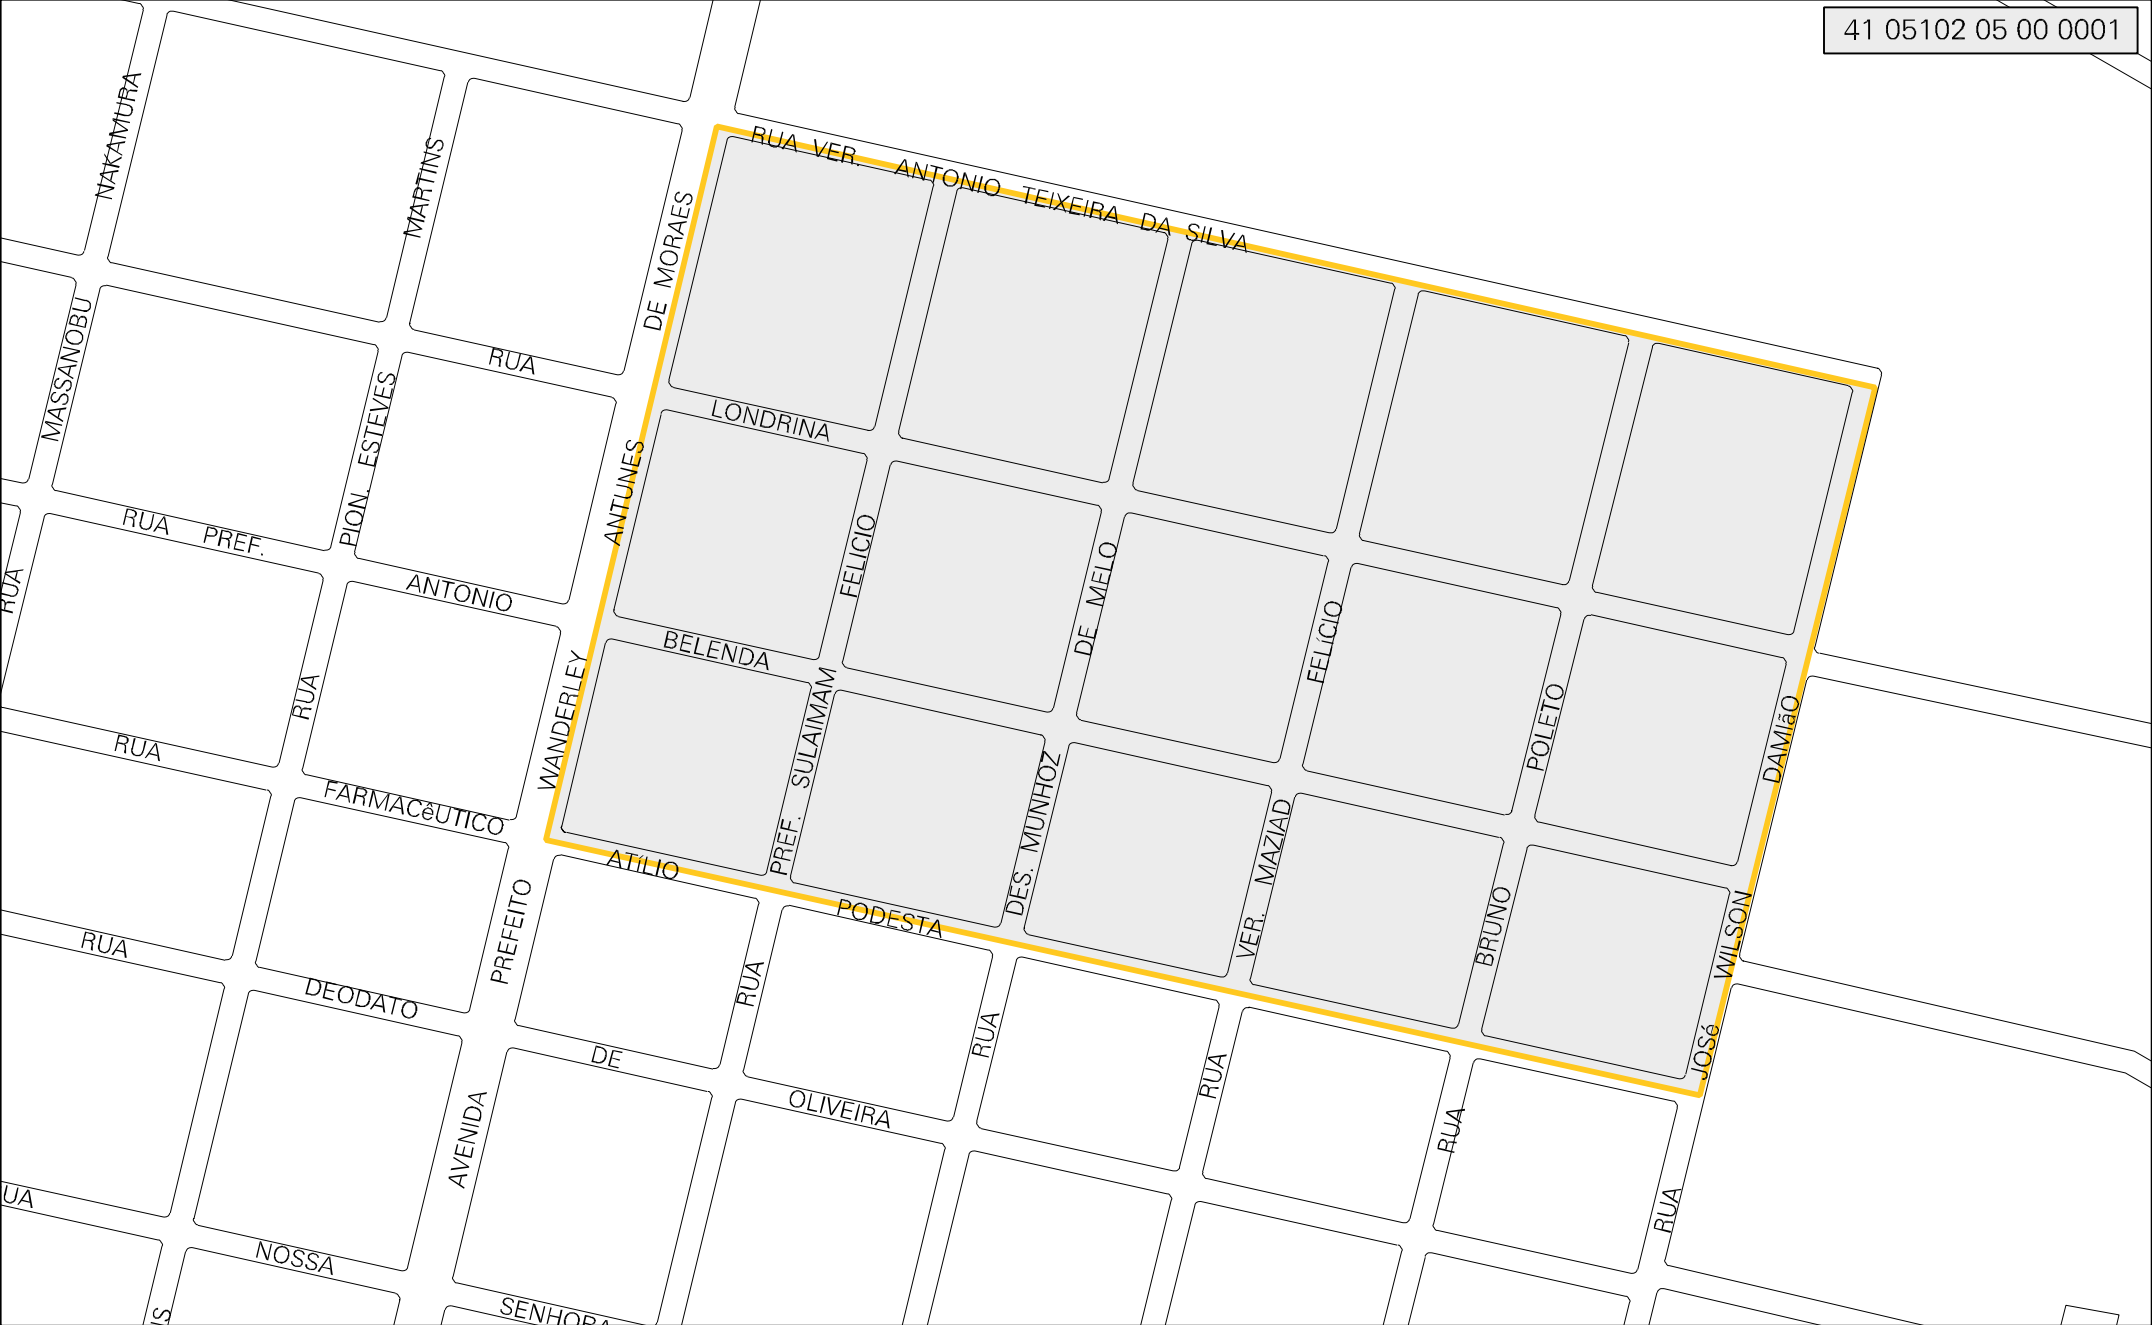 41 05102 05 00 0001
NAKAMURA
MARTINS
RUA VER. ANTONIO TEIXEIRA DA SILVA
DE MORAES
MASSANOBU
RUA
PION. ESTEVES
LONDRINA
ANTUNES
RUA PREF.
ANTONIO
FELICIO
DE MELO
FELíCIO
RUA
RUA
BELENDA
WANDERLEY
PREF. SULAIMAM
DES. MUNHOZ
POLETO
DAMIãO
RUA
FARMACêUTICO
ATíLIO
PODESTA
VER. MAZIAD
BRUNO
WILSON
JOSé
RUA
DEODATO
PREFEITO
RUA
RUA
RUA
RUA
RUA
DE
OLIVEIRA
AVENIDA
UA
NOSSA
SENHORA
IS